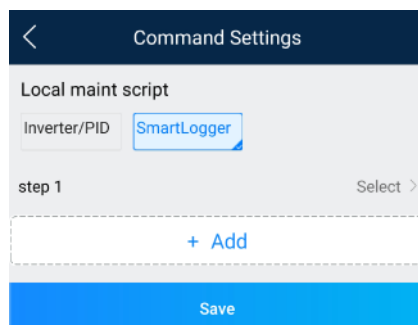 Command Settings
Local maint script
Inverter/PID SmartLogger
step 1 Select
+ Add
Save